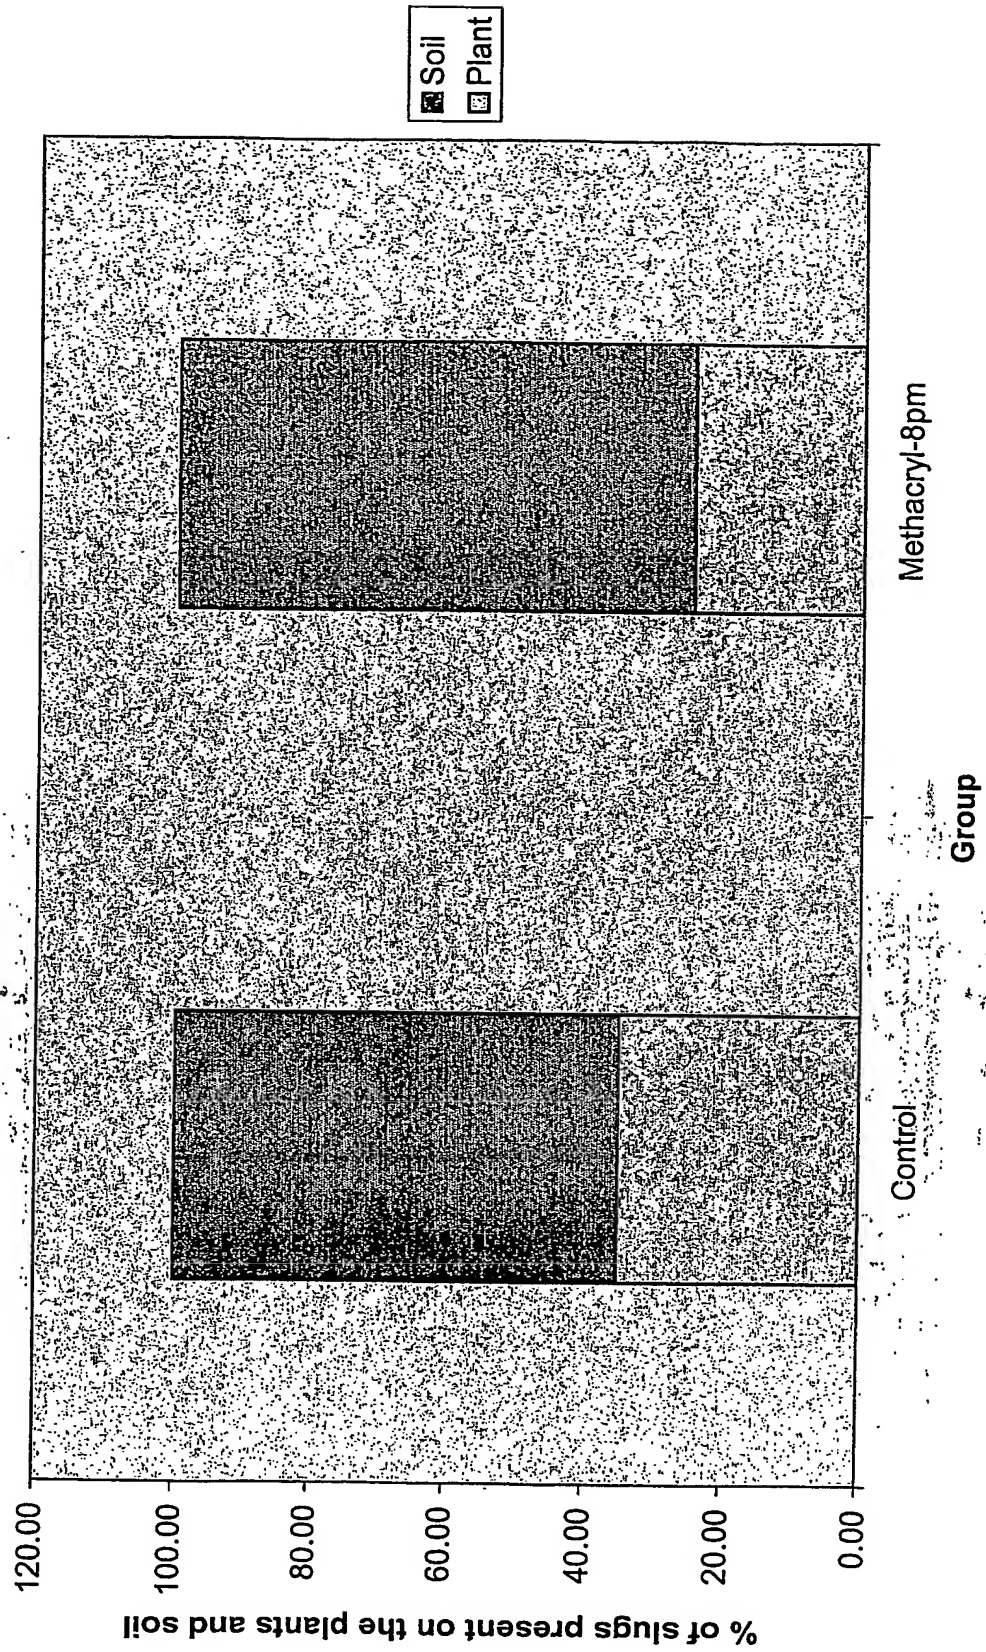 % of slugs present on the plants and soil
120.00
100.00
80.00
60.00
40.00
20.00
0.00
Control
Methacryl-8pm
Group
Soil
Plant